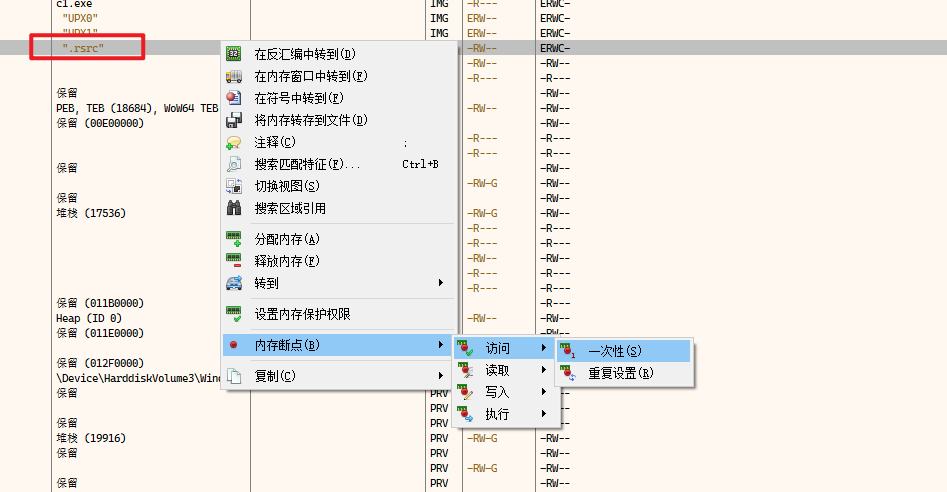 cl.exe IMG -R--- ERWC-
"UPX0" IMG ERW-- ERWC-
"UPX1" IMG ERW-- ERWC-
".rsrc" -RW-- ERWC-
-RW-- -RW--
-R--- -R---
保留 -RW--
PEB, TEB (18684), WoW64 TEB -RW-- -RW--
保留 (00E00000) -RW--
-R--- -R---
-R--- -R---
保留 -RW--
-RW-G -RW--
保留 -RW--
堆栈 (17536) -RW-G -RW--
-R--- -R---
-R--- -R---
-R--- -R---
-R--- -R---
-R--- -R---
保留 (011B0000) -RW--
Heap (ID 0) -RW-- -RW--
保留 (011E0000) -RW--
保留 (012F0000)
\Device\HarddiskVolume3\Wind
保留 PRV -RW--
PRV
保留 PRV -RW--
堆栈 (19916) PRV -RW-G -RW--
保留 PRV -RW--
PRV -RW-G -RW--
保留 PRV -RW--
在反汇编中转到(D)
在内存窗口中转到(F)
在符号中转到(F)
将内存转存到文件(D)
注释(C) ;
搜索匹配特征(F)... Ctrl+B
切换视图(S)
搜索区域引用
分配内存(A)
释放内存(F)
转到
设置内存保护权限
内存断点(B)
复制(C)
访问
读取
写入
执行
一次性(S)
重复设置(R)